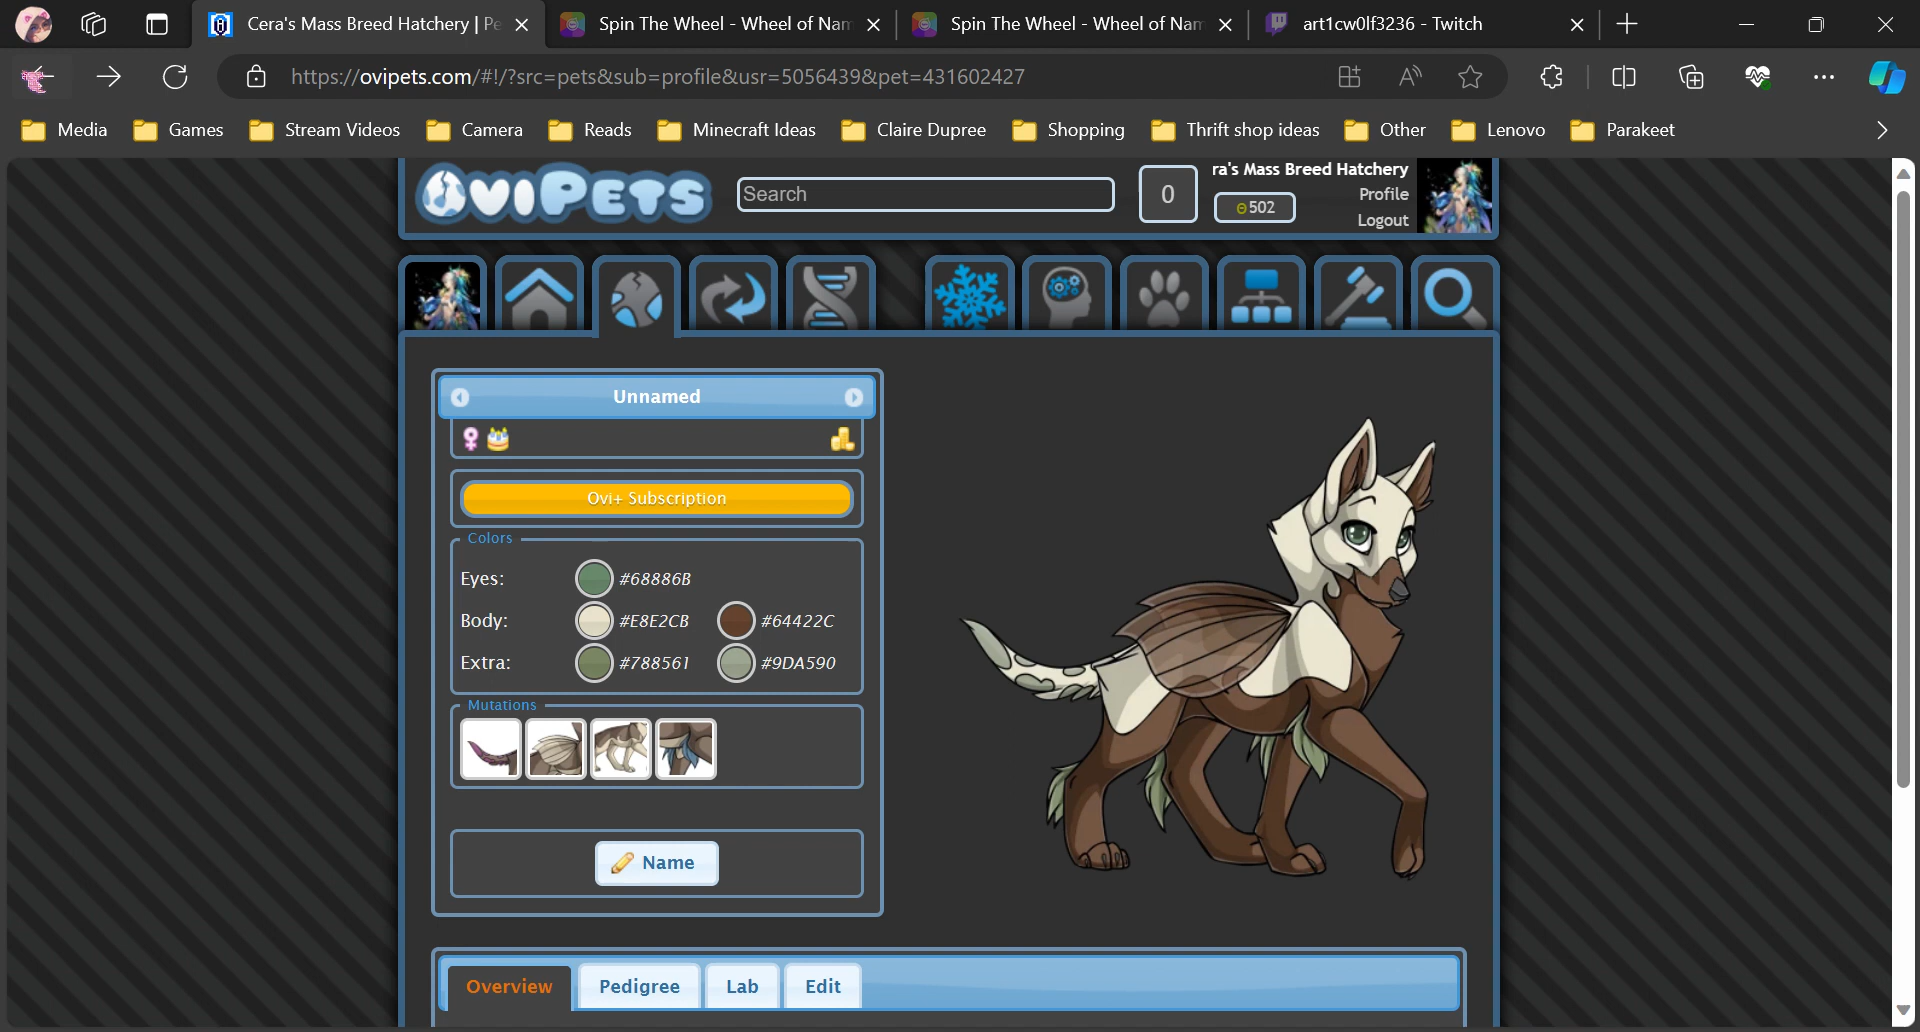 Cera's Mass Breed Hatchery | Pe
Spin The Wheel - Wheel of Nam
Spin The Wheel - Wheel of Nam
art1cw0lf3236 - Twitch
https://ovipets.com/#!/?src=pets&sub=profile&usr=5056439&pet=431602427
Media
Games
Stream Videos
Camera
Reads
Minecraft Ideas
Claire Dupree
Shopping
Thrift shop ideas
Other
Lenovo
Parakeet
OviPets
Search
0
ra's Mass Breed Hatchery
502
Profile
Logout
Unnamed
Ovi+ Subscription
Colors
Eyes: #68886B
Body: #E8E2CB #64422C
Extra: #788561 #9DA590
Mutations
Name
Overview
Pedigree
Lab
Edit